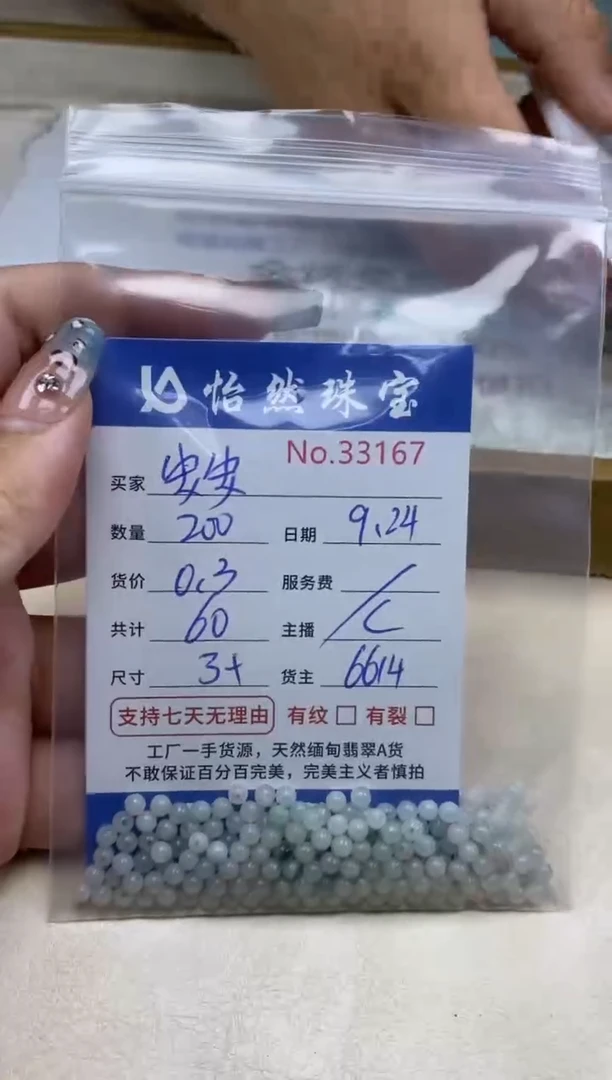 怡然珠宝
No.33167
买家
数量 200 日期 9.24
货价 0.3 服务费 /
共计 60 主播 C
尺寸 3+ 货主 6614
支持七天无理由 有纹 □ 有裂 □
工厂一手货源，天然缅甸翡翠A货
不敢保证百分百完美，完美主义者慎拍